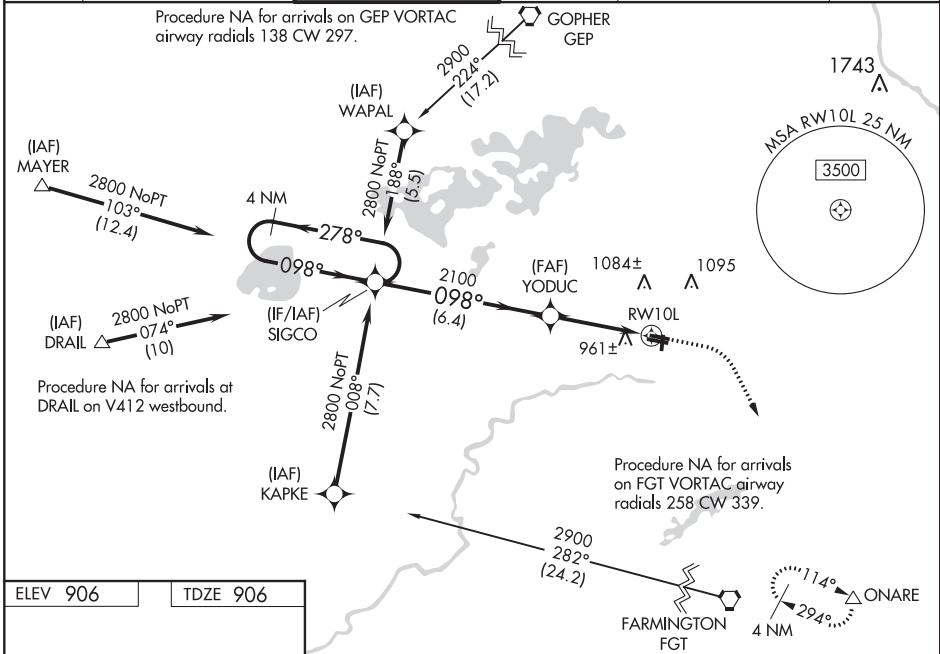 Procedure NA for arrivals on GEP VORTAC
airway radials 138 CW 297.
GOPHER
GEP
2900
224°
(17.2)
1743
(IAF)
WAPAL
MSA RW10L 25 NM
3500
(IAF)
MAYER
2800 NoPT
103°
(12.4)
4 NM
2800 NoPT
188°
(5.5)
278°
098°
(IF/IAF)
SIGCO
2100
098°
(6.4)
(FAF)
YODUC
1084±
1095
RW10L
961±
(IAF)
DRAIL
2800 NoPT
074°
(10)
Procedure NA for arrivals at
DRAIL on V412 westbound.
2800 NoPT
008°
(7.7)
(IAF)
KAPKE
Procedure NA for arrivals
on FGT VORTAC airway
radials 258 CW 339.
2900
282°
(24.2)
FARMINGTON
FGT
114°
294°
4 NM
ONARE
ELEV 906
TDZE 906